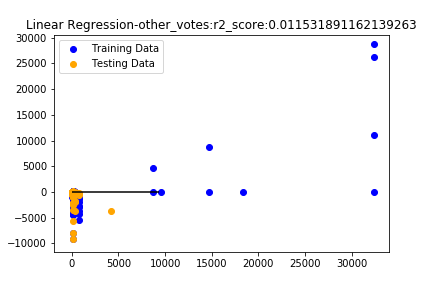 Linear Regression-other_votes:r2_score:0.011531891162139263
Training Data
Testing Data
30000
25000
20000
15000
10000
5000
0
−5000
−10000
0 5000 10000 15000 20000 25000 30000